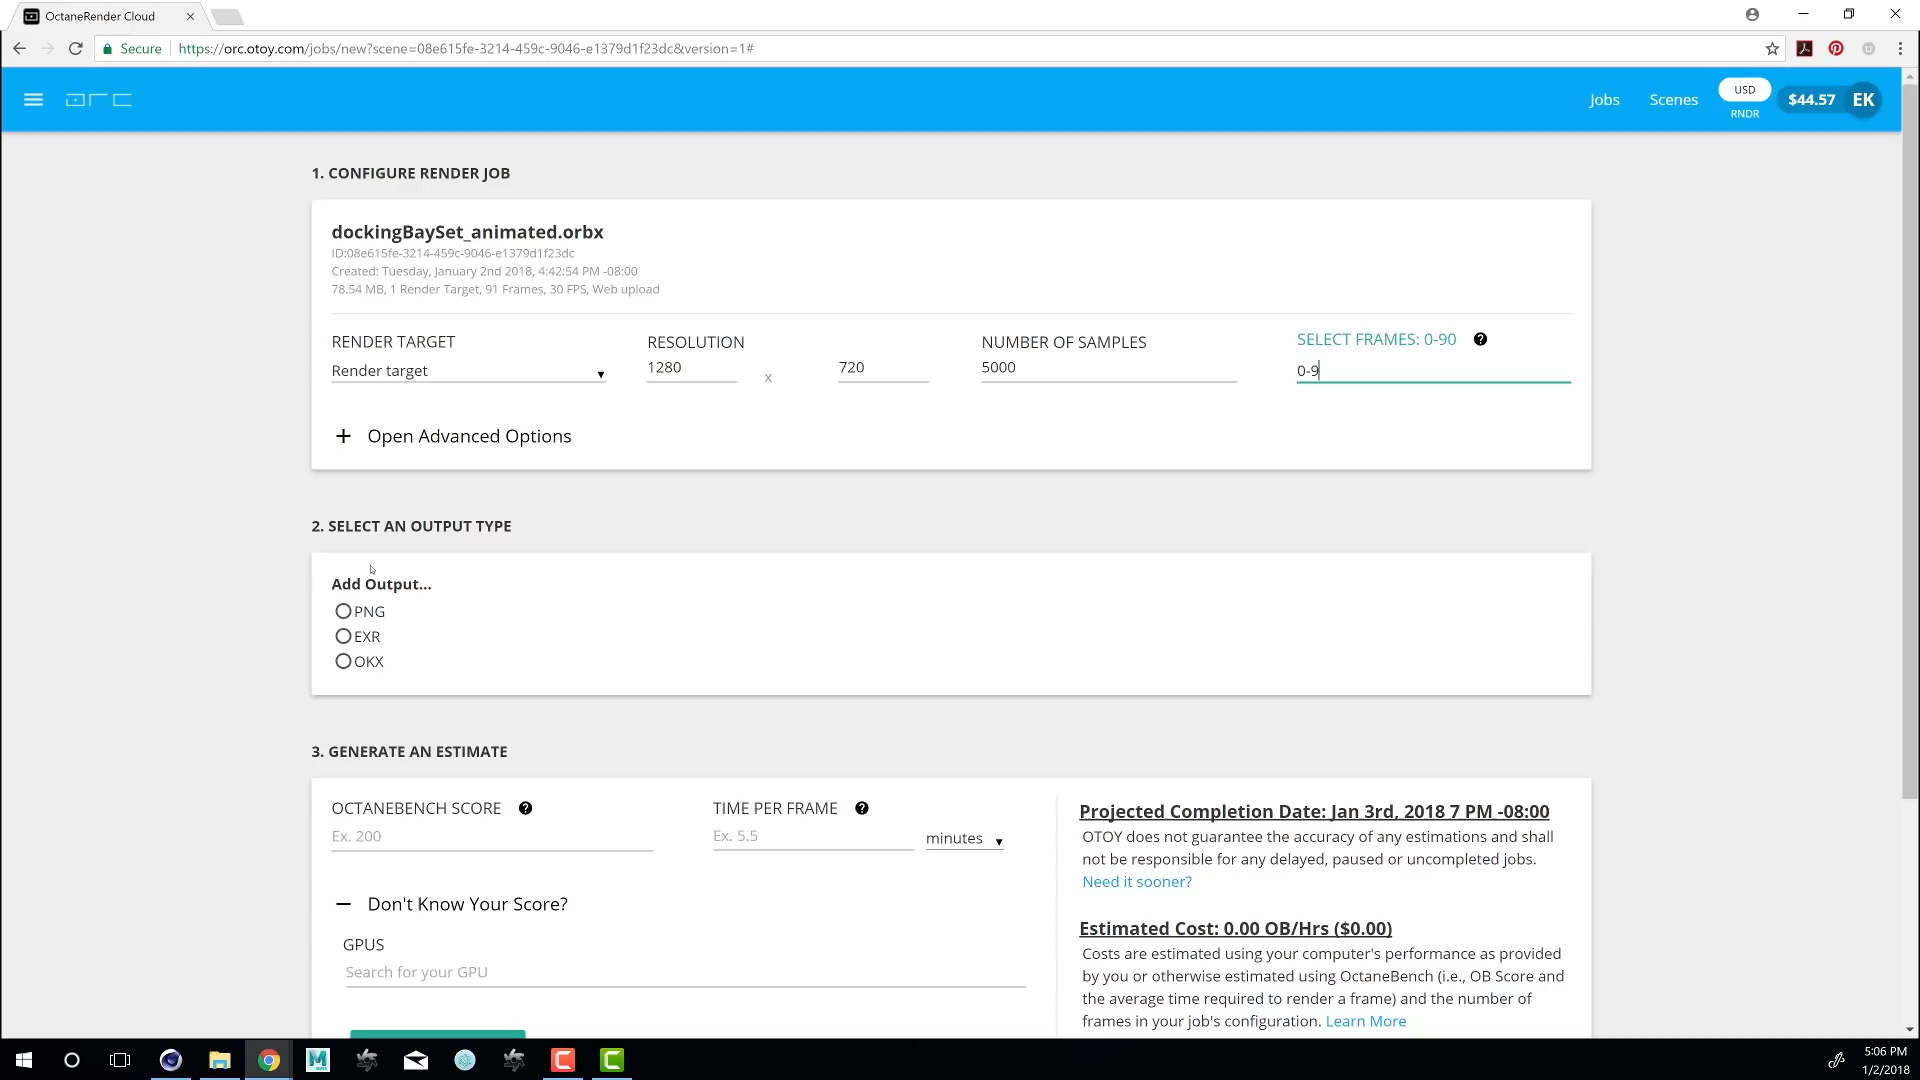 OctaneRender Cloud
Secure
https://orc.otoy.com/jobs/new?scene=08e615fe-3214-459c-9046-e1379d1f23dc&version=1#
orc
Jobs
Scenes
USD
RNDR
$44.57
EK
1. CONFIGURE RENDER JOB
dockingBaySet_animated.orbx
ID:08e615fe-3214-459c-9046-e1379d1f23dc
Created: Tuesday, January 2nd 2018, 4:42:54 PM -08:00
78.54 MB, 1 Render Target, 91 Frames, 30 FPS, Web upload
RENDER TARGET
Render target
RESOLUTION
1280 x 720
NUMBER OF SAMPLES
5000
SELECT FRAMES: 0-90
0-9
+ Open Advanced Options
2. SELECT AN OUTPUT TYPE
Add Output...
PNG
EXR
OKX
3. GENERATE AN ESTIMATE
OCTANEBENCH SCORE
Ex. 200
TIME PER FRAME
Ex. 5.5
minutes
Don't Know Your Score?
GPUS
Search for your GPU
Projected Completion Date: Jan 3rd, 2018 7 PM -08:00
OTOY does not guarantee the accuracy of any estimations and shall
not be responsible for any delayed, paused or uncompleted jobs.
Need it sooner?
Estimated Cost: 0.00 OB/Hrs ($0.00)
Costs are estimated using your computer's performance as provided
by you or otherwise estimated using OctaneBench (i.e., OB Score and
the average time required to render a frame) and the number of
frames in your job's configuration. Learn More
5:06 PM
1/2/2018